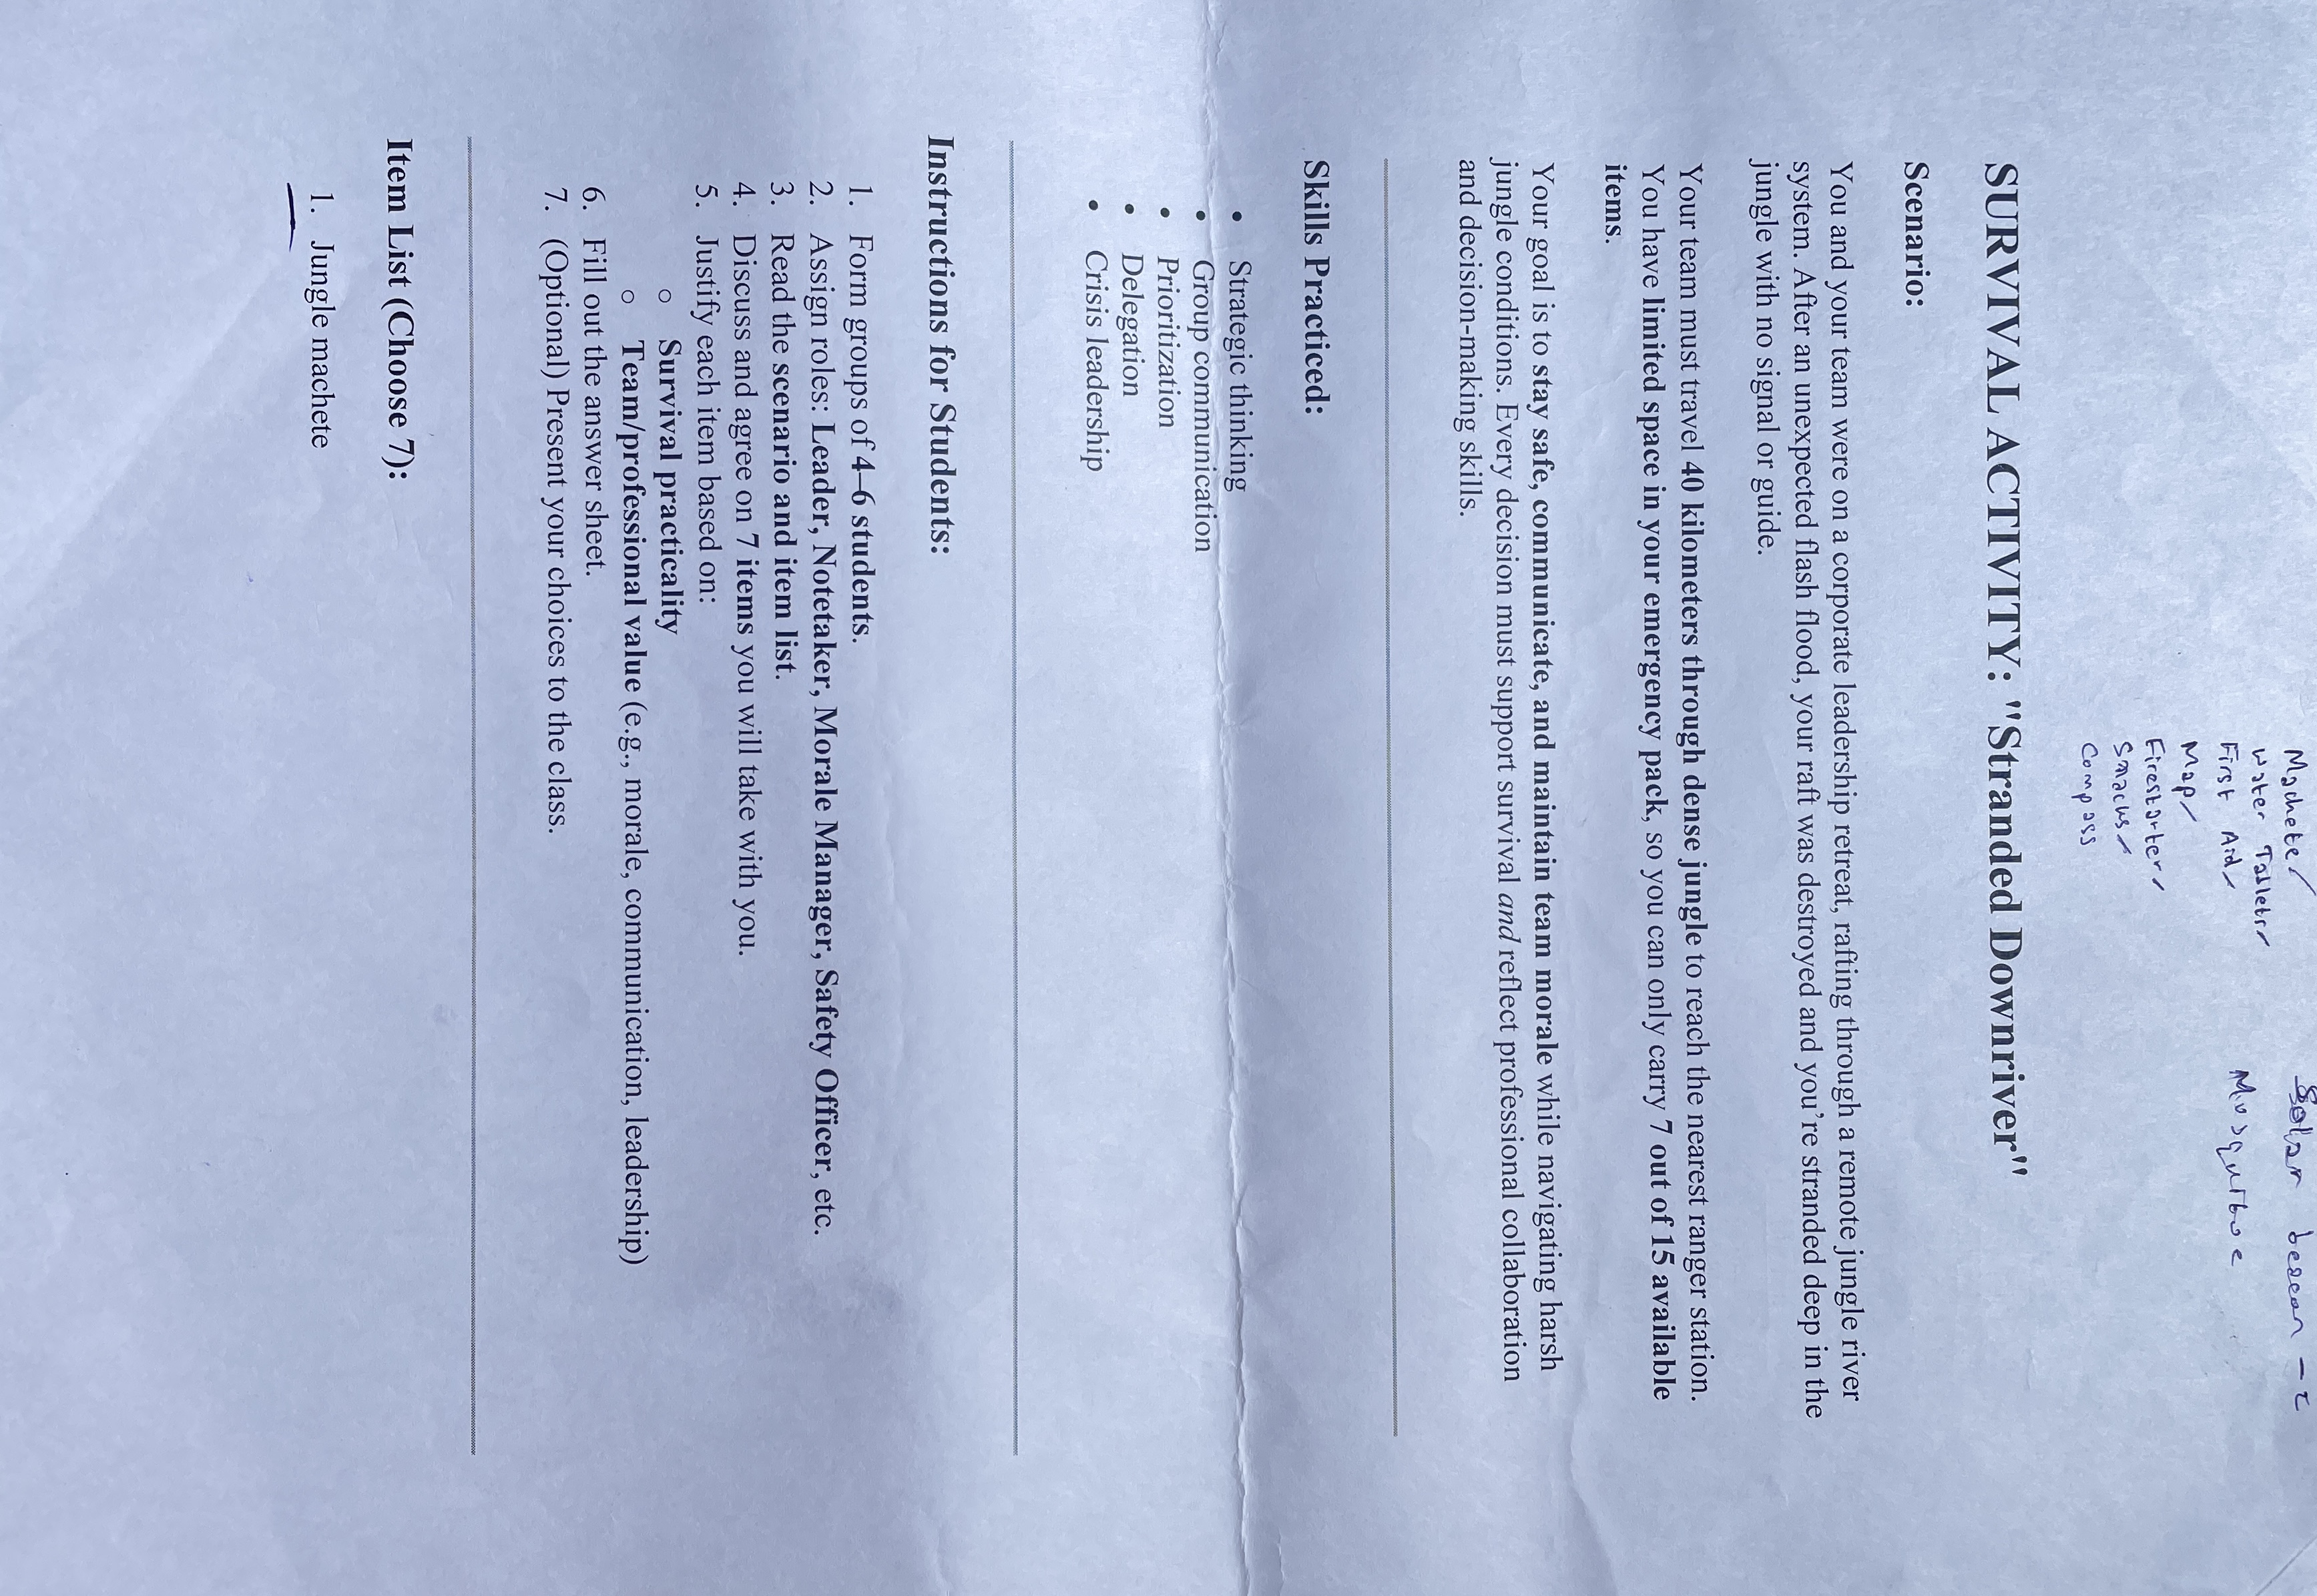 Machete
Water Tablets
First Aid
Map
Firestarter
Snacks
Compass
Solar
SURVIVAL ACTIVITY: "Stranded Downriver"
Scenario:
You and your team were on a corporate leadership retreat, rafting through a remote jungle river
system. After an unexpected flash flood, your raft was destroyed and you’re stranded deep in the
jungle with no signal or guide.
Your team must travel 40 kilometers through dense jungle to reach the nearest ranger station.
You have limited space in your emergency pack, so you can only carry 7 out of 15 available
items.
Your goal is to stay safe, communicate, and maintain team morale while navigating harsh
jungle conditions. Every decision must support survival and reflect professional collaboration
and decision-making skills.
Skills Practiced:
• Strategic thinking
• Group communication
• Prioritization
• Delegation
• Crisis leadership
Instructions for Students:
1. Form groups of 4–6 students.
2. Assign roles: Leader, Notetaker, Morale Manager, Safety Officer, etc.
3. Read the scenario and item list.
4. Discuss and agree on 7 items you will take with you.
5. Justify each item based on:
o Survival practicality
o Team/professional value (e.g., morale, communication, leadership)
6. Fill out the answer sheet.
7. (Optional) Present your choices to the class.
Item List (Choose 7):
1. Jungle machete